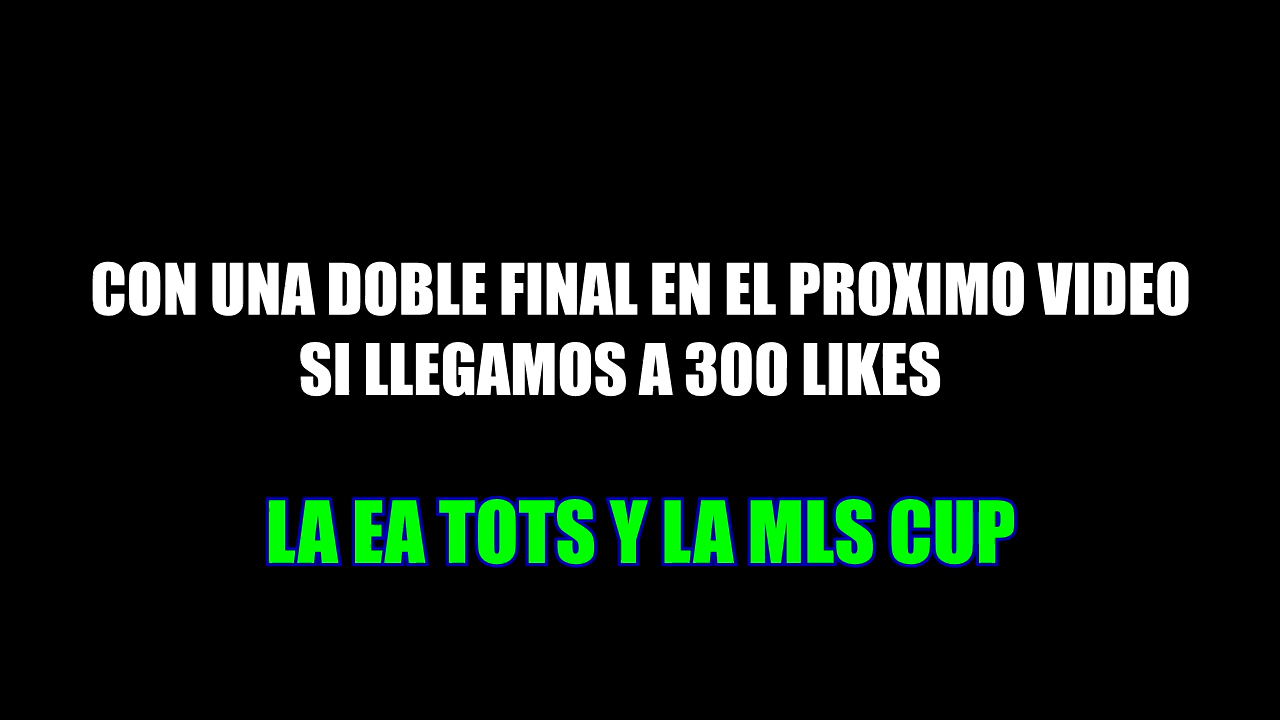 CON UNA DOBLE FINAL EN EL PROXIMO VIDEO
SI LLEGAMOS A 300 LIKES
LA EA TOTS Y LA MLS CUP